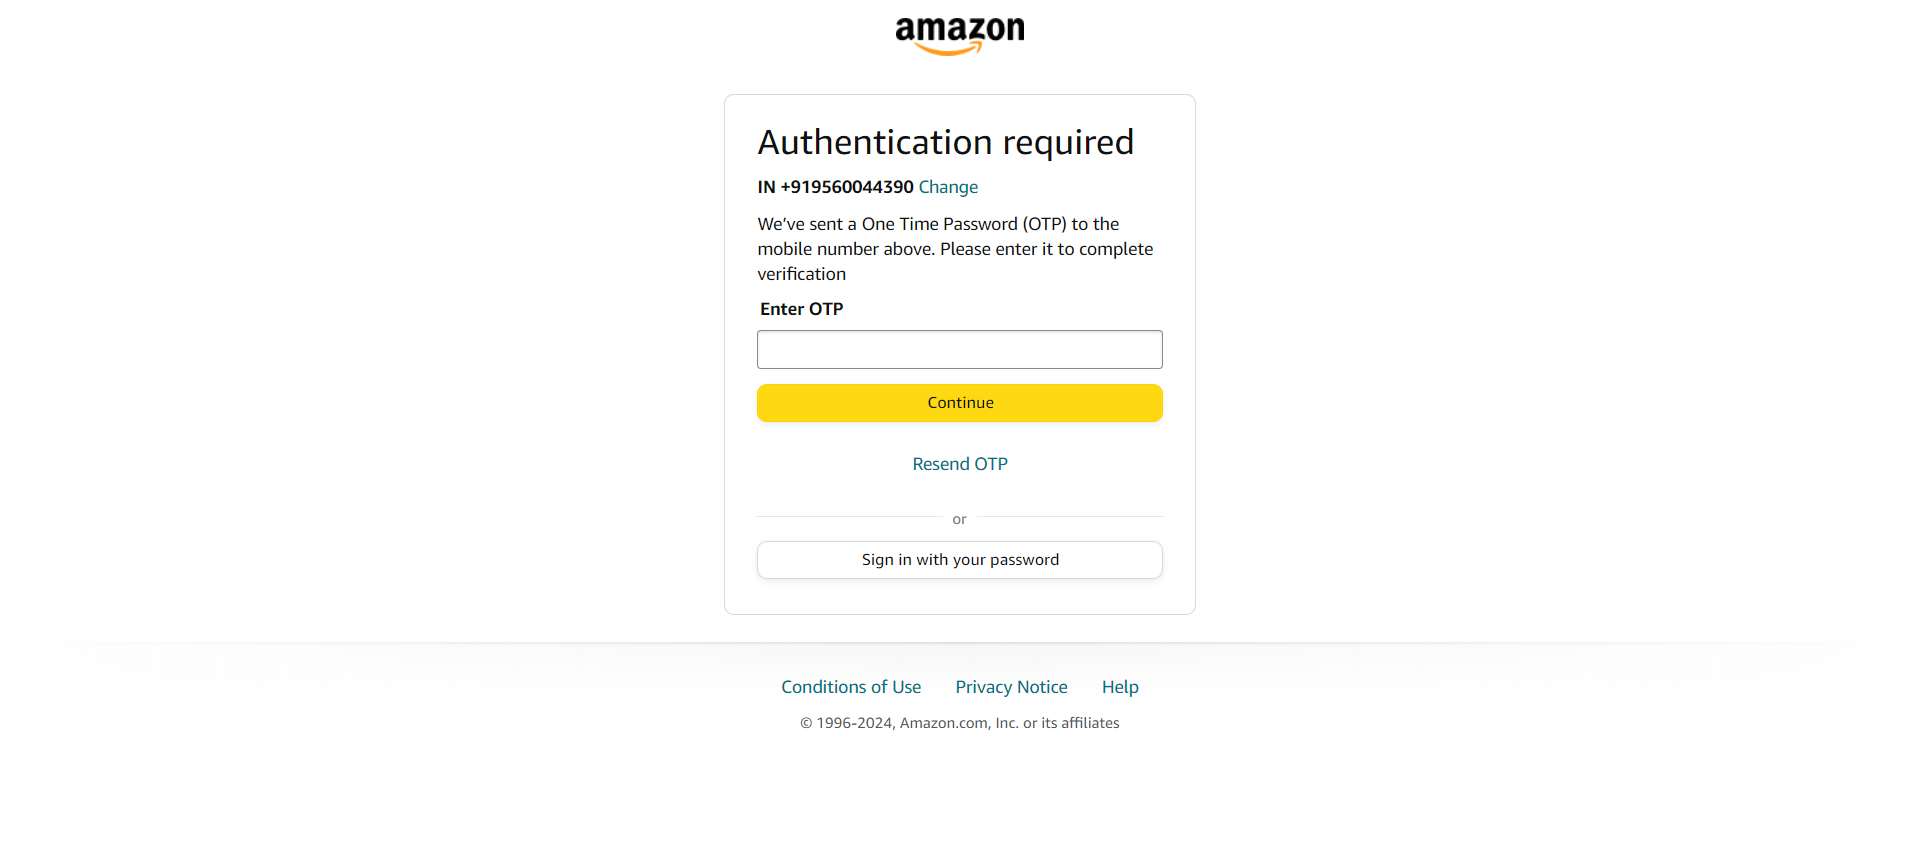 amazon
Authentication required
IN +919560044390 Change
We’ve sent a One Time Password (OTP) to the
mobile number above. Please enter it to complete
verification
Enter OTP
Continue
Resend OTP
or
Sign in with your password
Conditions of Use Privacy Notice Help
© 1996-2024, Amazon.com, Inc. or its affiliates